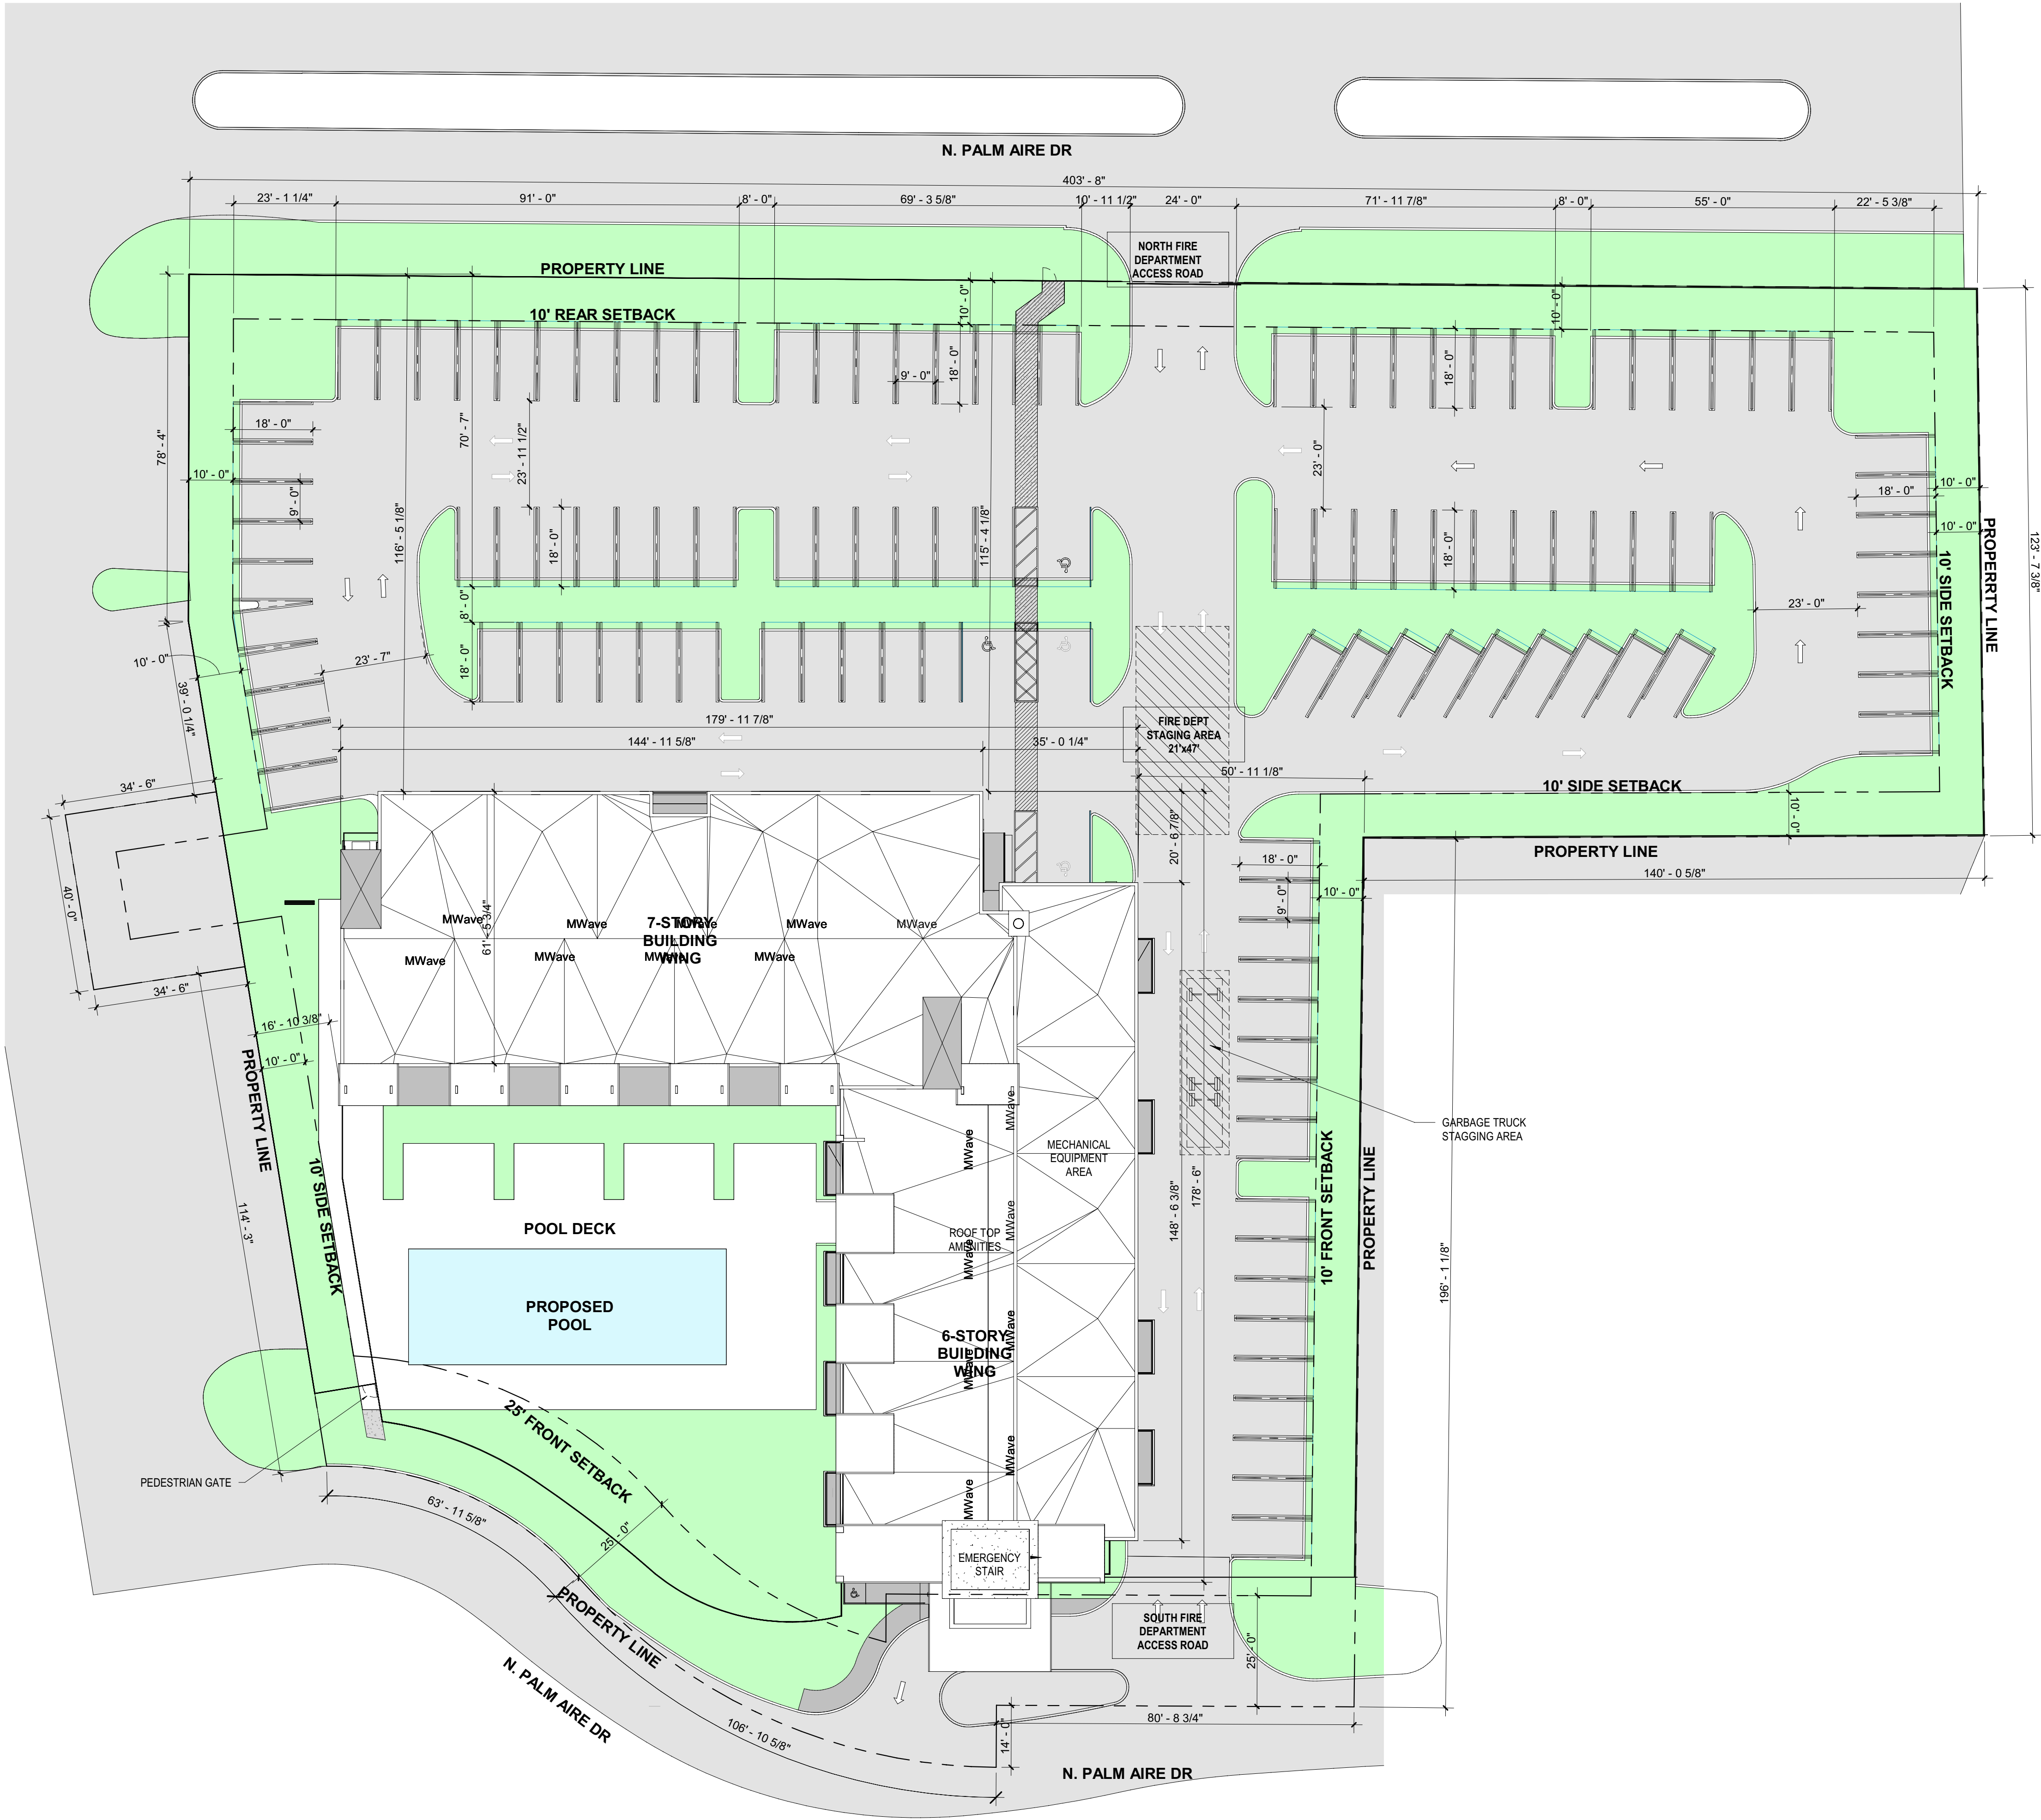 N. PALM AIRE DR
403' - 8"
23' - 1 1/4"
91' - 0"
8' - 0"
69' - 3 5/8"
10' - 11 1/2"
24' - 0"
71' - 11 7/8"
8' - 0"
55' - 0"
22' - 5 3/8"
NORTH FIRE
DEPARTMENT
ACCESS ROAD
PROPERTY LINE
10' REAR SETBACK
10' - 0"
10' - 0"
18' - 0"
9' - 0"
18' - 0"
78' - 4"
70' - 7"
18' - 0"
23' - 11 1/2"
23' - 0"
10' - 0"
9' - 0"
116' - 5 1/8"
115' - 4 1/8"
18' - 0"
18' - 0"
18' - 0"
10' - 0"
10' - 0"
PROPERTY LINE
123' - 7 3/8"
10' SIDE SETBACK
8' - 0"
23' - 0"
10' - 0"
23' - 7"
18' - 0"
39' - 0 1/4"
179' - 11 7/8"
144' - 11 5/8"
35' - 0 1/4"
FIRE DEPT
STAGING AREA
21'x47'
50' - 11 1/8"
10' SIDE SETBACK
10' - 0"
34' - 6"
40' - 0"
34' - 6"
PROPERTY LINE
140' - 0 5/8"
20' - 6 7/8"
18' - 0"
9' - 0"
10' - 0"
MWave
MWave
MWave
MWave
MWave
7-STORY
BUILDING
WING
61' - 5 3/4"
MWave
MWave
MWave
MWave
16' - 10 3/8"
10' - 0"
PROPERTY LINE
10' SIDE SETBACK
114' - 3"
MWave
MWave
MECHANICAL
EQUIPMENT
AREA
GARBAGE TRUCK
STAGGING AREA
148' - 6 3/8"
178' - 6"
10' FRONT SETBACK
PROPERTY LINE
196' - 1 1/8"
POOL DECK
MWave
ROOF TOP
AMENITIES
MWave
PROPOSED
POOL
6-STORY
BUILDING
WING
MWave
MWave
MWave
MWave
25' FRONT SETBACK
25' - 0"
PEDESTRIAN GATE
63' - 11 5/8"
EMERGENCY
STAIR
PROPERTY LINE
SOUTH FIRE
DEPARTMENT
ACCESS ROAD
25' - 0"
N. PALM AIRE DR
106' - 10 5/8"
14' - 0"
80' - 8 3/4"
N. PALM AIRE DR